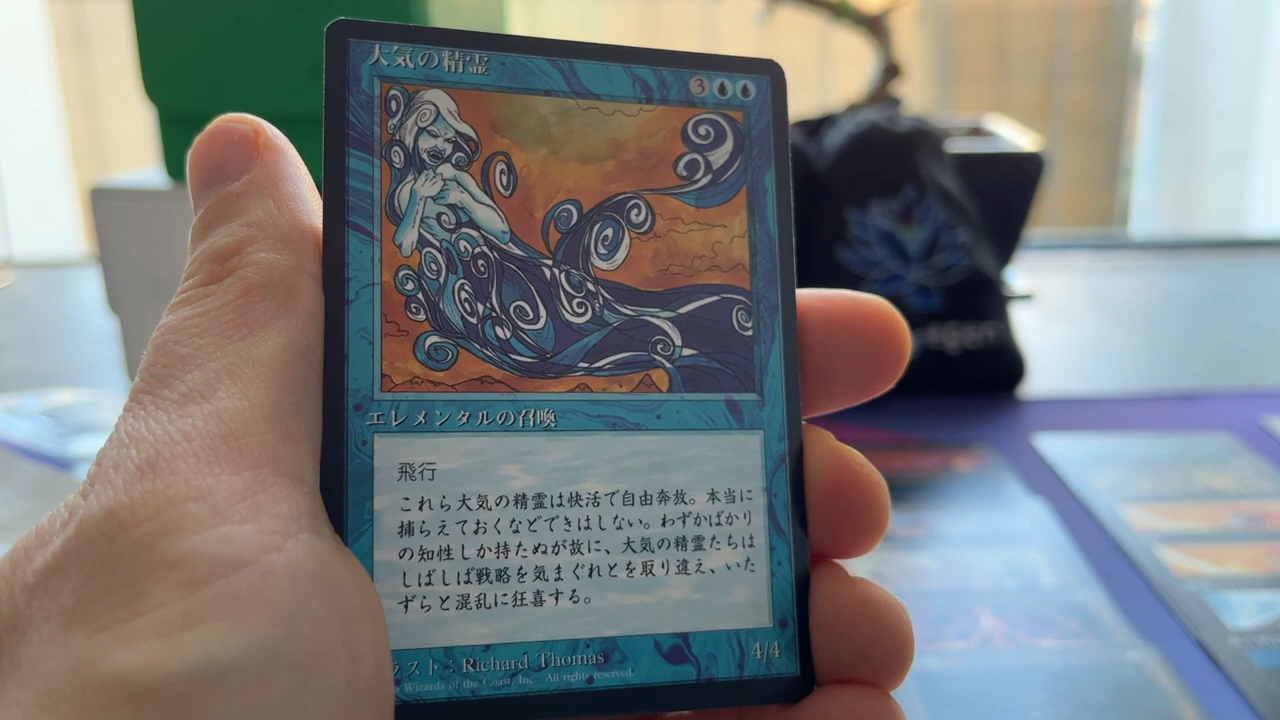 大気の精霊
3
エレメンタルの召喚
飛行
これら大気の精霊は快活で自由奔放。本当に
捕らえておくなどできはしない。わずかばかり
の知性しか持たぬが故に、大気の精霊たちは
しばしば戦略を気まぐれとを取り違え、いた
ずらと混乱に狂喜する。
ラスト：Richard Thomas
4/4
Wizards of the Coast, Inc. All rights reserved.